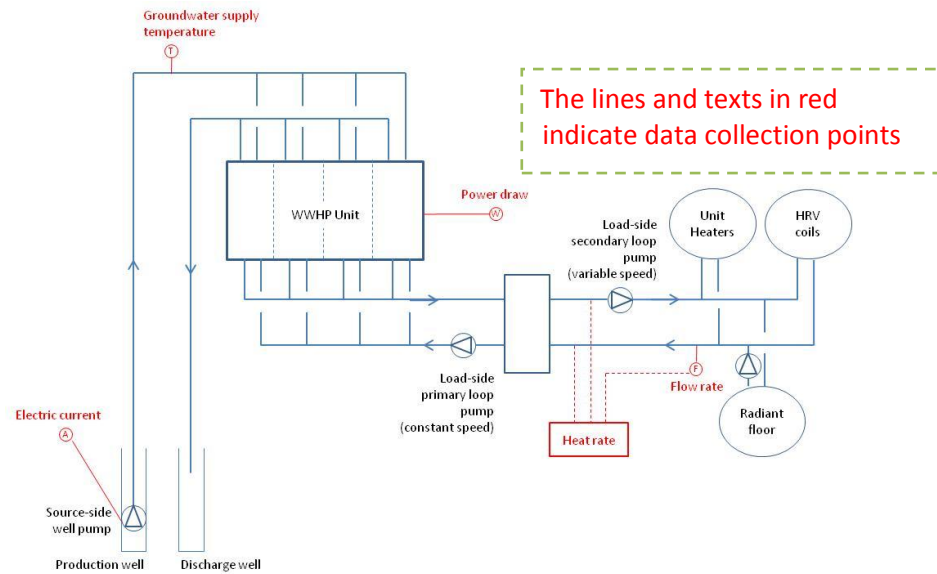 Groundwater supply
temperature
T
The lines and texts in red
indicate data collection points
WWHP Unit
Power draw
W
Load-side
secondary loop
pump
(variable speed)
Unit
Heaters
HRV
coils
Load-side
primary loop
pump
(constant speed)
F
Flow rate
Heat rate
Radiant
floor
Electric current
A
Source-side
well pump
Production well
Discharge well